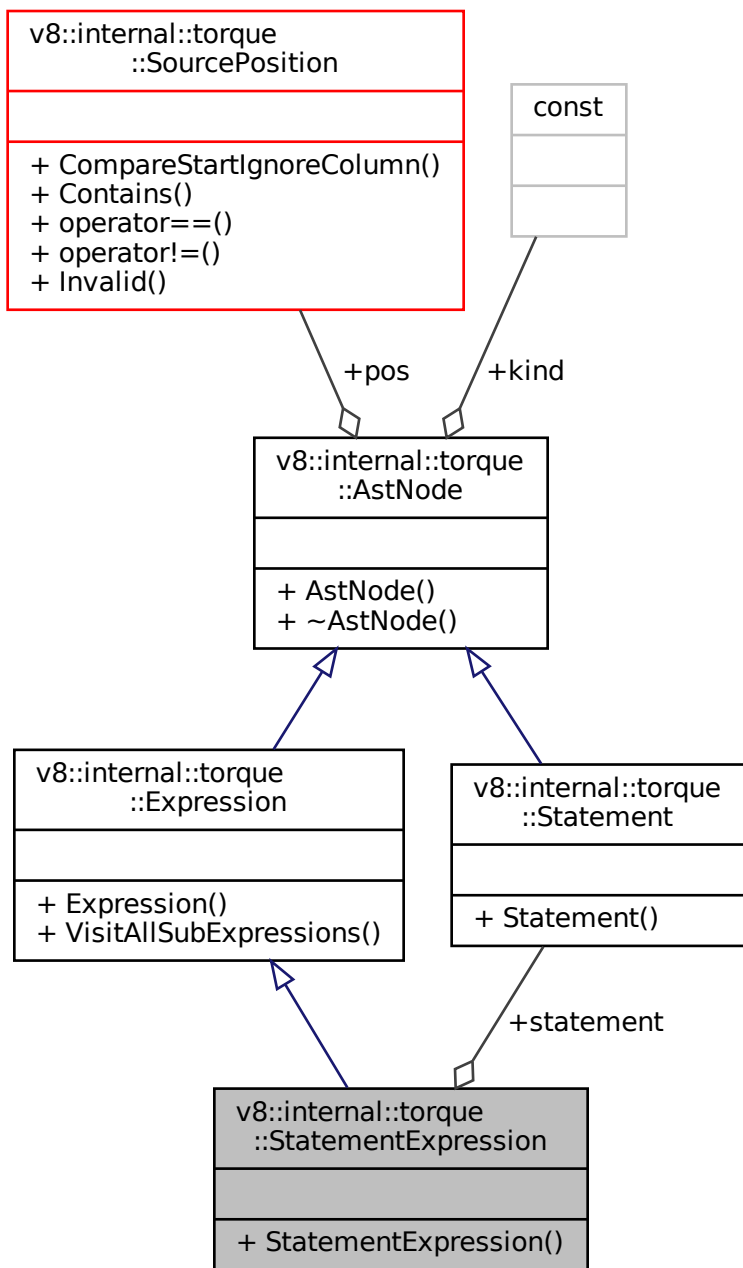 v8::internal::torque
::SourcePosition
+ CompareStartIgnoreColumn()
+ Contains()
+ operator==()
+ operator!=()
+ Invalid()
const
+pos
+kind
v8::internal::torque
::AstNode
+ AstNode()
+ ~AstNode()
v8::internal::torque
::Expression
+ Expression()
+ VisitAllSubExpressions()
v8::internal::torque
::Statement
+ Statement()
+statement
v8::internal::torque
::StatementExpression
+ StatementExpression()